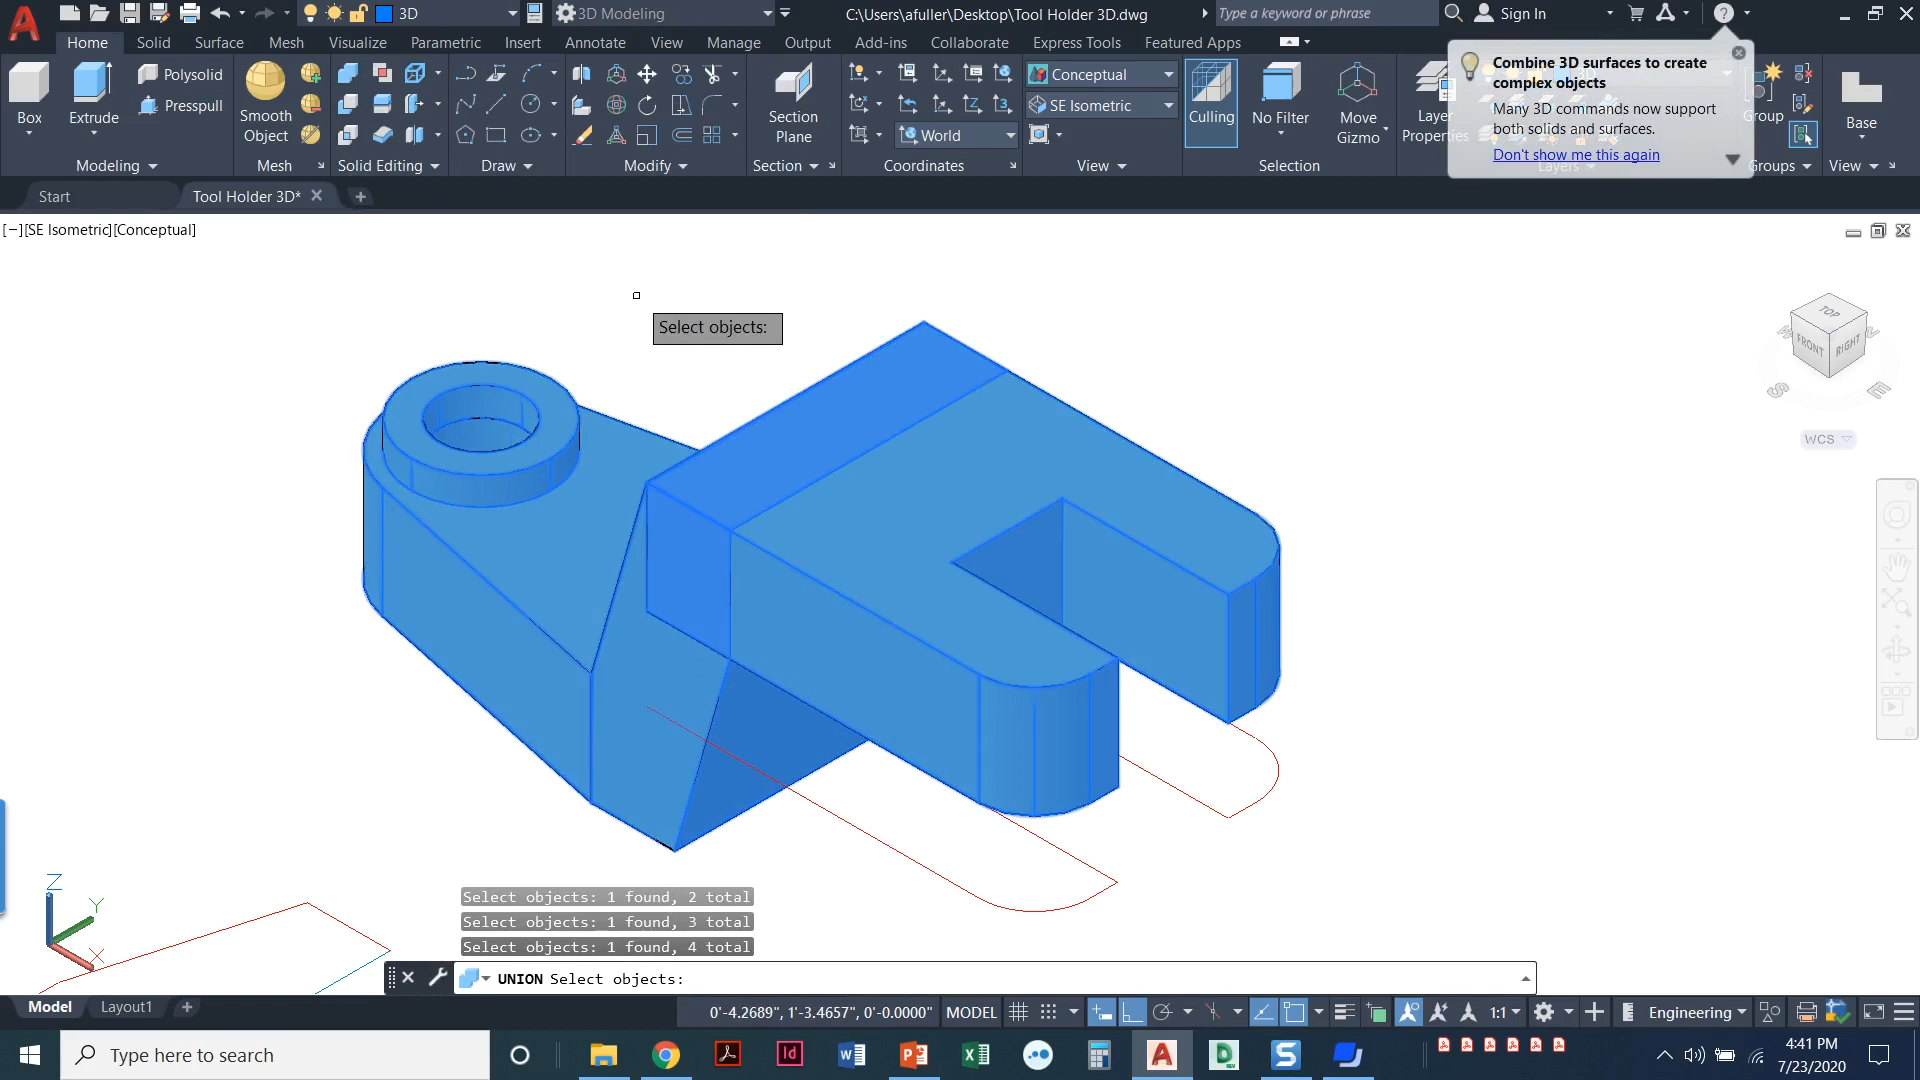 3D
3D Modeling
C:\Users\afuller\Desktop\Tool Holder 3D.dwg
Type a keyword or phrase
Sign In
Home
Solid
Surface
Mesh
Visualize
Parametric
Insert
Annotate
View
Manage
Output
Add-ins
Collaborate
Express Tools
Featured Apps
Box
Extrude
Polysolid
Presspull
Smooth
Object
Section
Plane
World
Conceptual
SE Isometric
Culling
No Filter
Move
Gizmo
Layer
Properties
Group
Base
Combine 3D surfaces to create
complex objects
Many 3D commands now support
both solids and surfaces.
Don't show me this again
Modeling
Mesh
Solid Editing
Draw
Modify
Section
Coordinates
View
Selection
Layers
Groups
View
Start
Tool Holder 3D*
[−][SE Isometric][Conceptual]
Select objects:
TOP
FRONT
RIGHT
S
E
WCS
Z
Y
X
Select objects: 1 found, 2 total
Select objects: 1 found, 3 total
Select objects: 1 found, 4 total
UNION Select objects:
Model
Layout1
0'-4.2689", 1'-3.4657", 0'-0.0000"
MODEL
1:1
Engineering
Type here to search
4:41 PM
7/23/2020